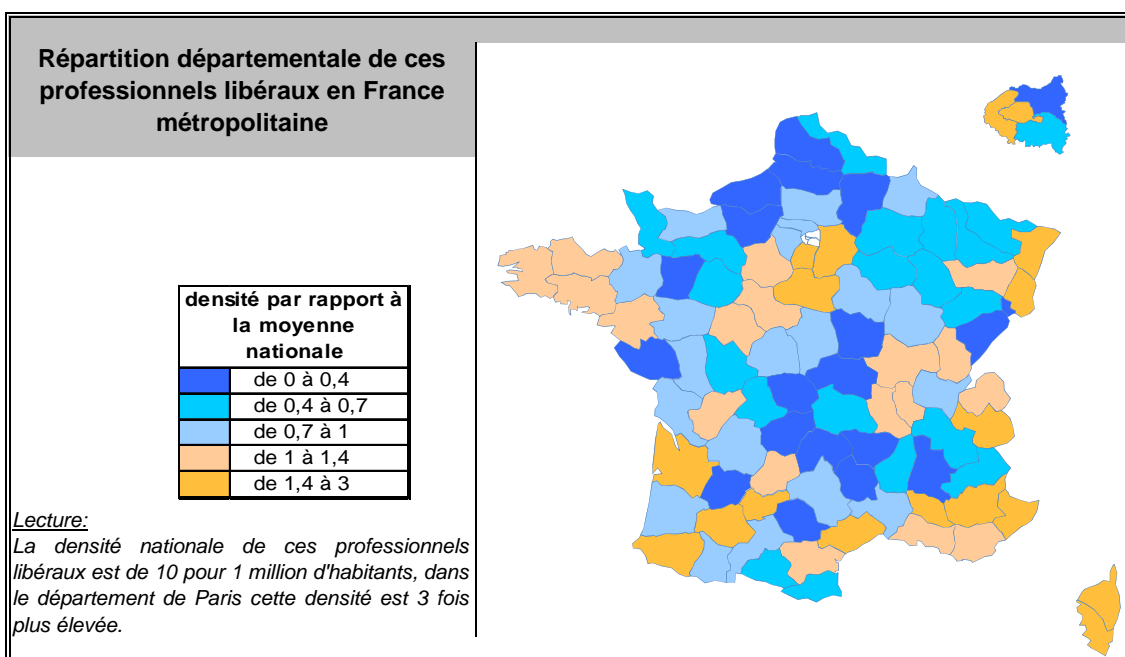 Répartition départementale de ces
professionnels libéraux en France
métropolitaine
densité par rapport à
la moyenne
nationale
de 0 à 0,4
de 0,4 à 0,7
de 0,7 à 1
de 1 à 1,4
de 1,4 à 3
Lecture:
La densité nationale de ces professionnels
libéraux est de 10 pour 1 million d'habitants, dans
le département de Paris cette densité est 3 fois
plus élevée.